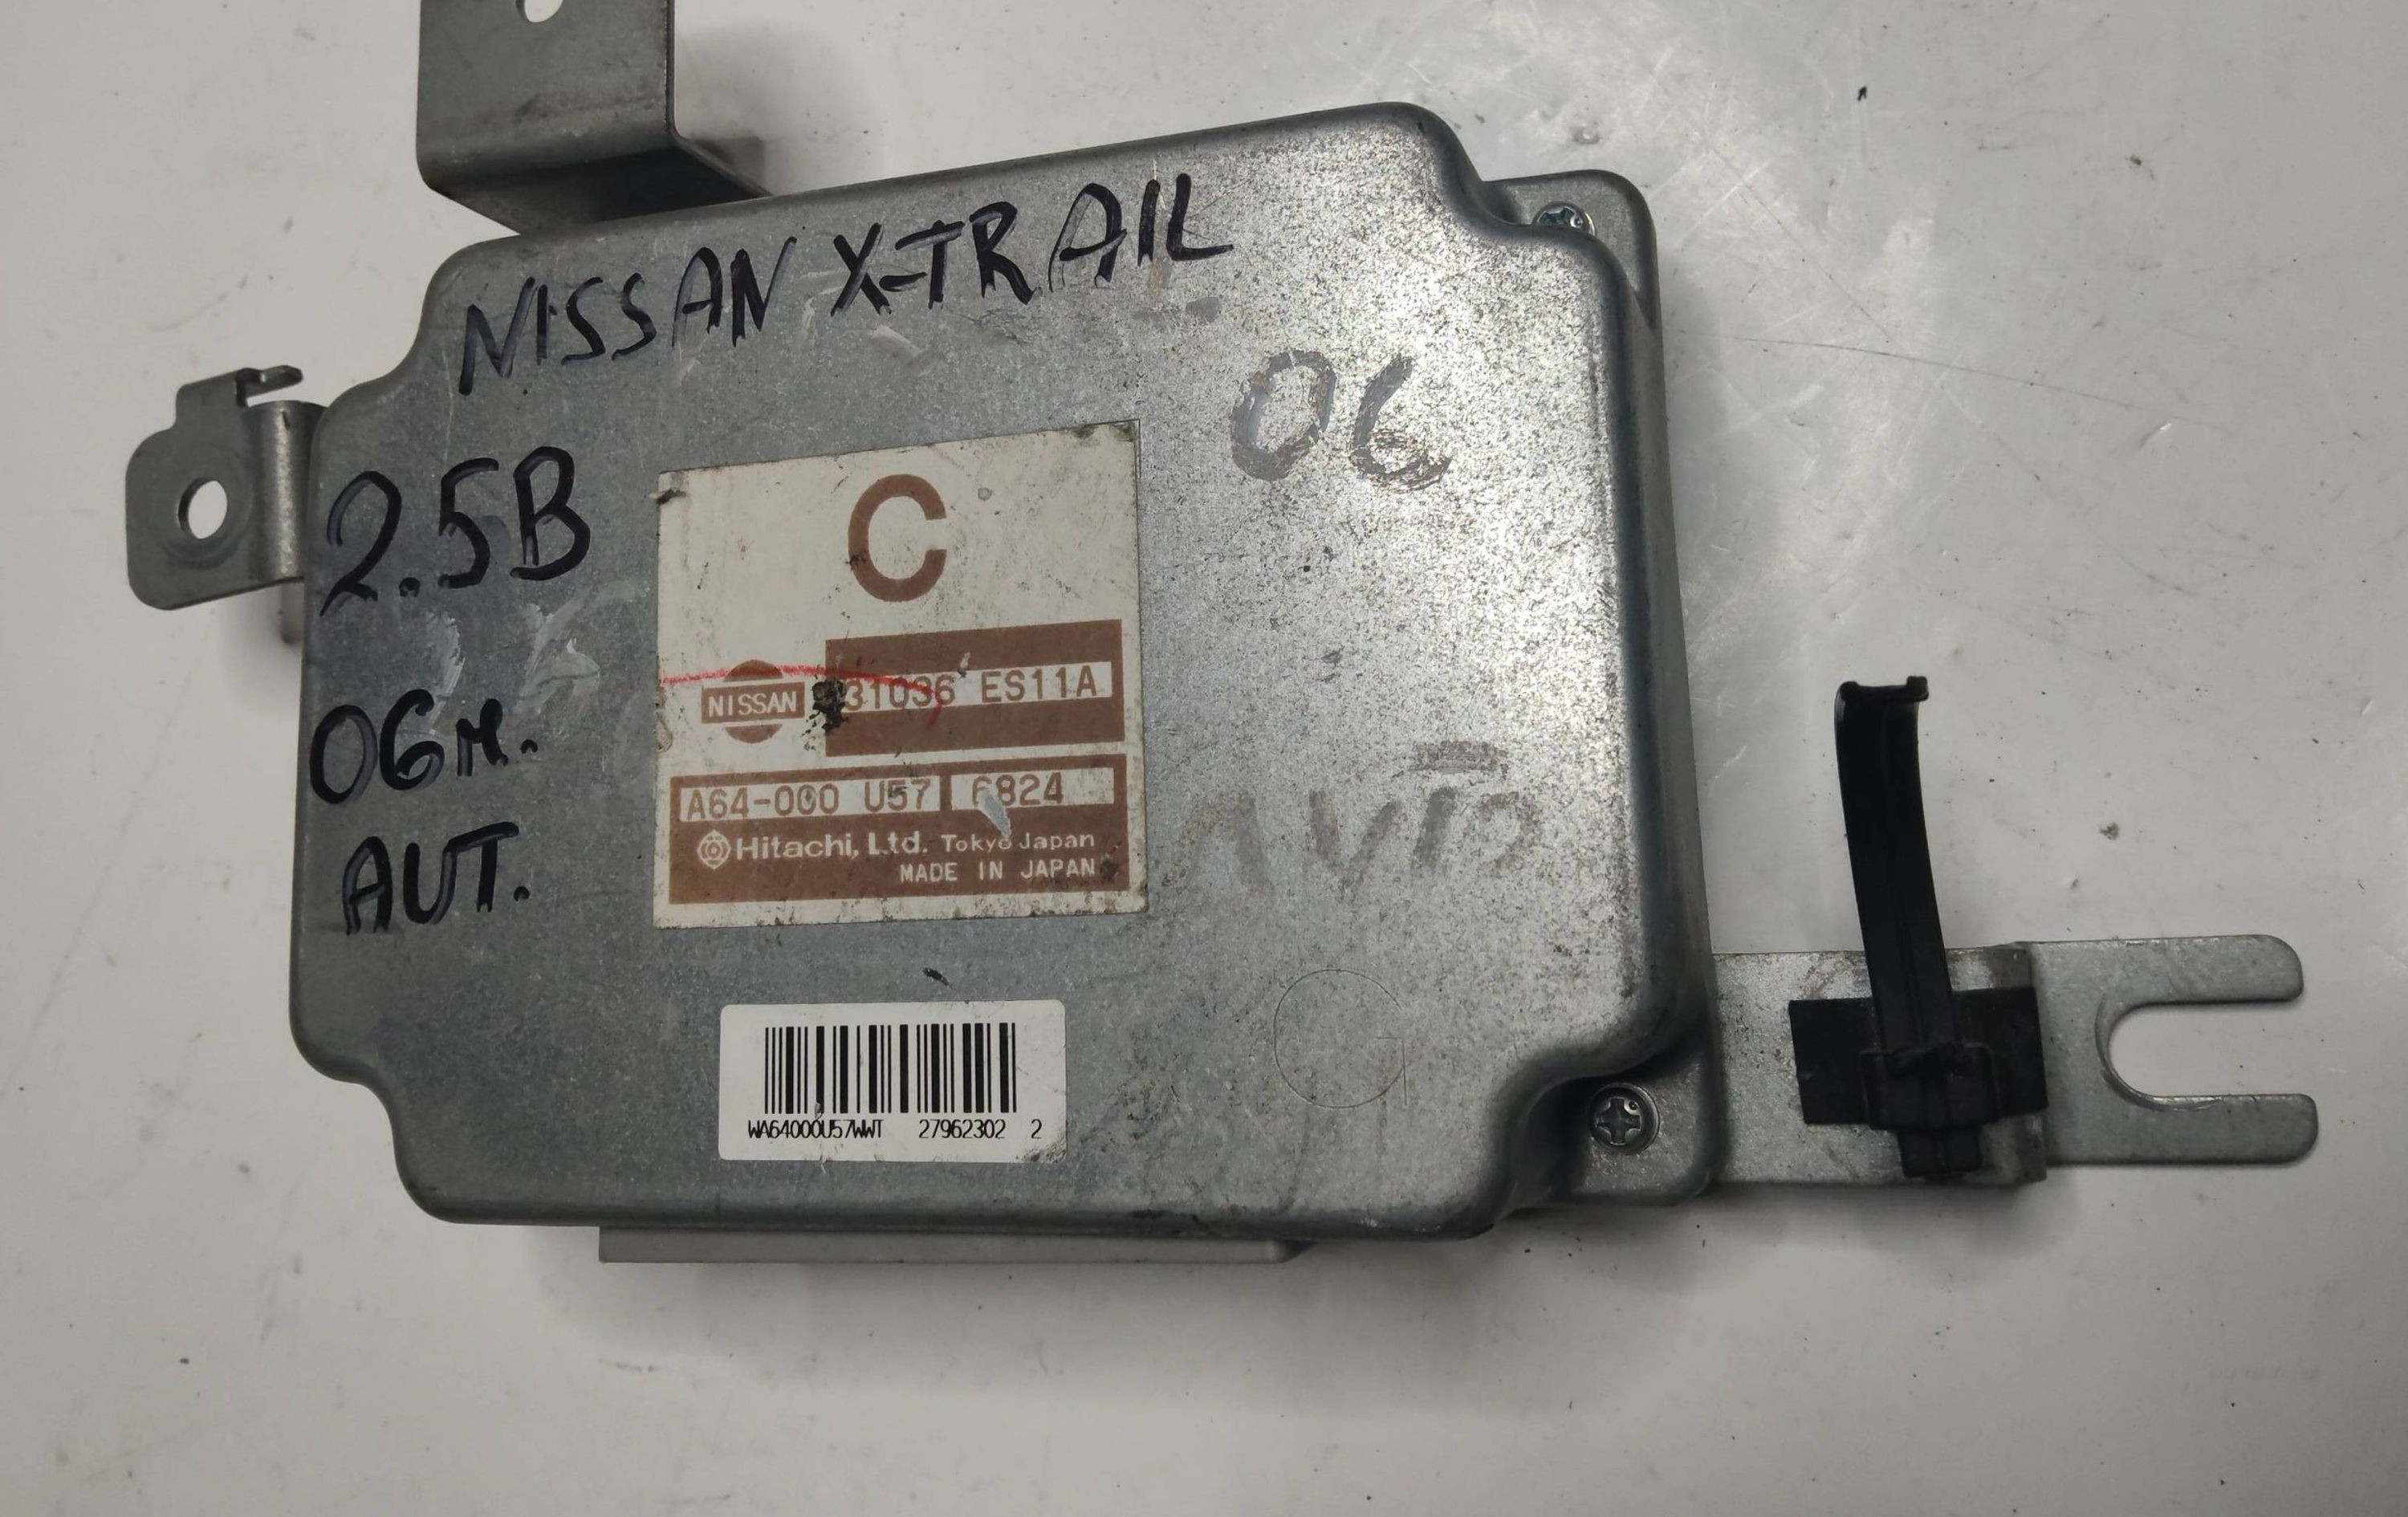 NISSAN X-TRAIL
06
2.5B
06м.
AUT.
C
NISSAN
31036 ES11A
A64-000 U57 6824
Hitachi, Ltd. Tokyo Japan
MADE IN JAPAN
WA64000U57WWT 27962302 2